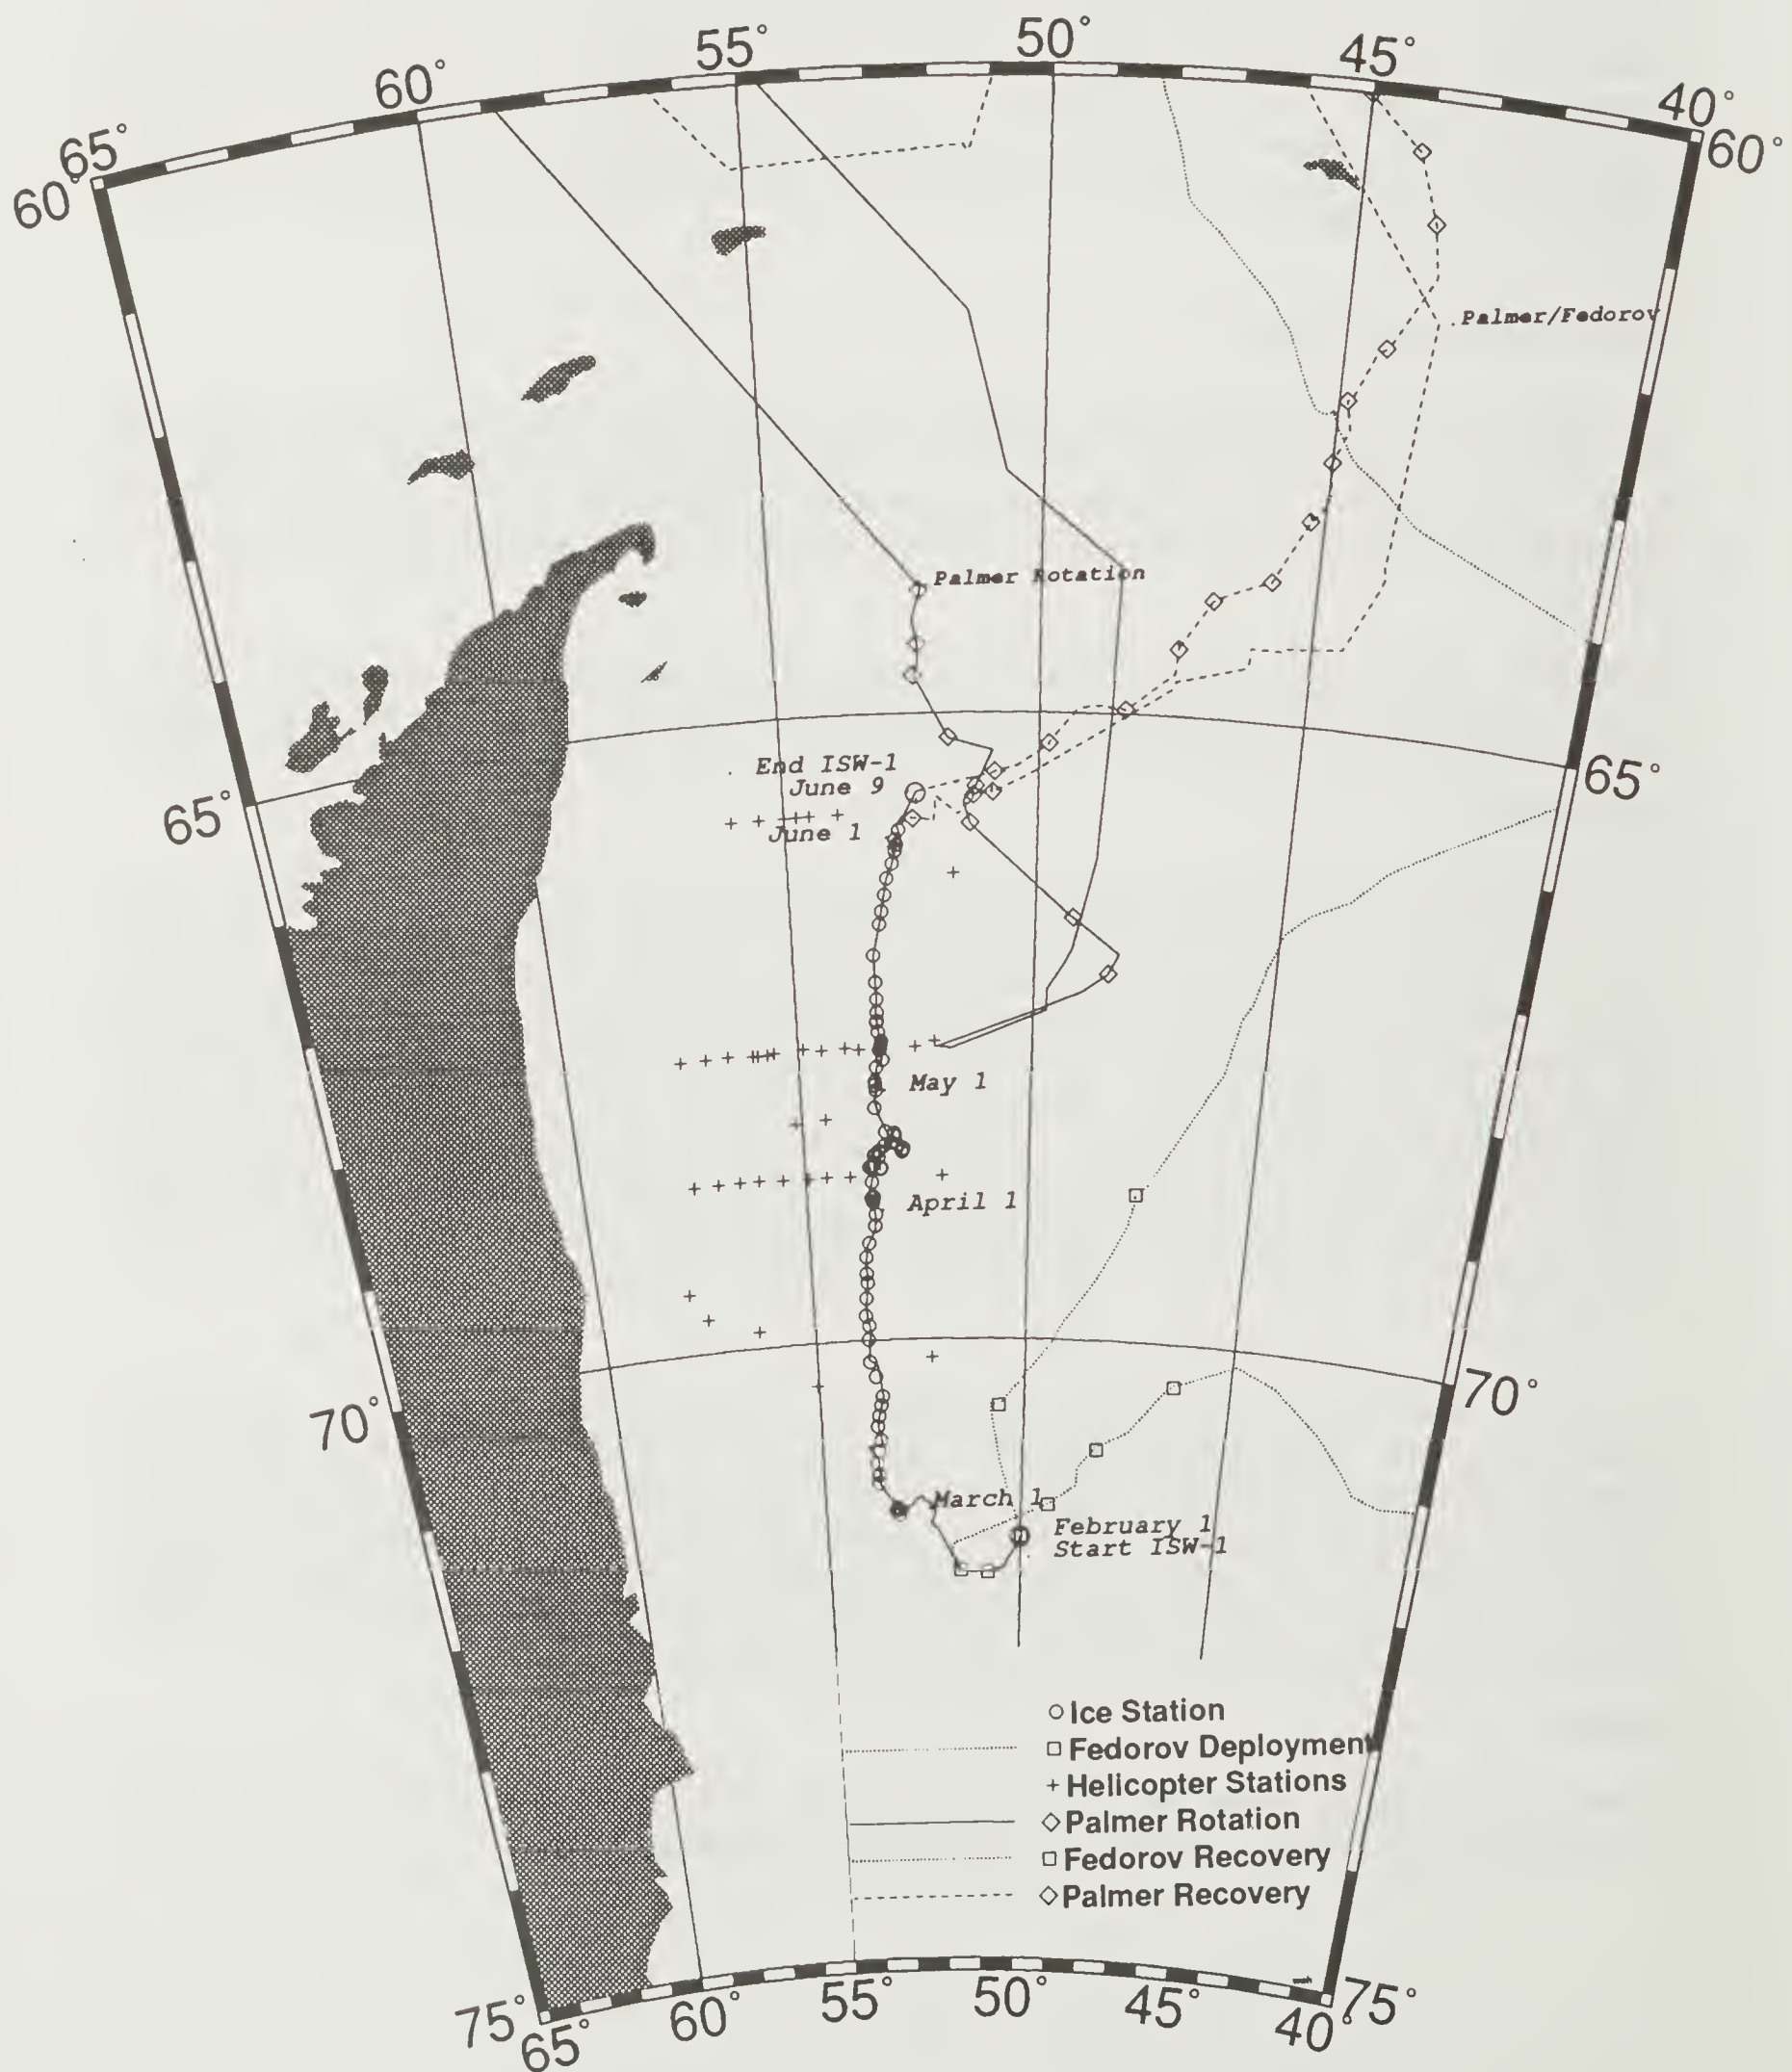 55°
50°
60°
45°
65°
40°
60°
60°
Palmer/Fedorov
Palmer Rotation
End ISW-1
June 9
65°
65°
June 1
May 1
April 1
70°
70°
March 1
February 1
Start ISW-1
Ice Station
Fedorov Deployment
Helicopter Stations
Palmer Rotation
Fedorov Recovery
Palmer Recovery
75°
65°
60°
55°
50°
45°
40°
75°